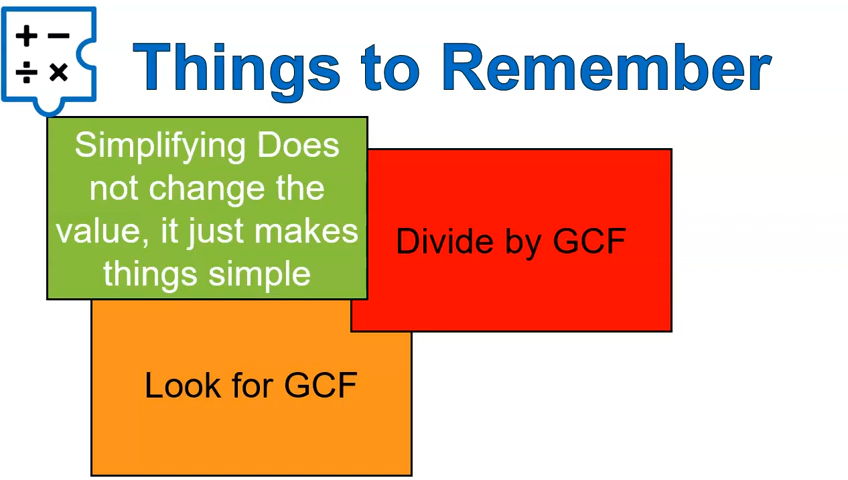 + −
÷ ×
Things to Remember
Simplifying Does
not change the
value, it just makes
things simple
Divide by GCF
Look for GCF